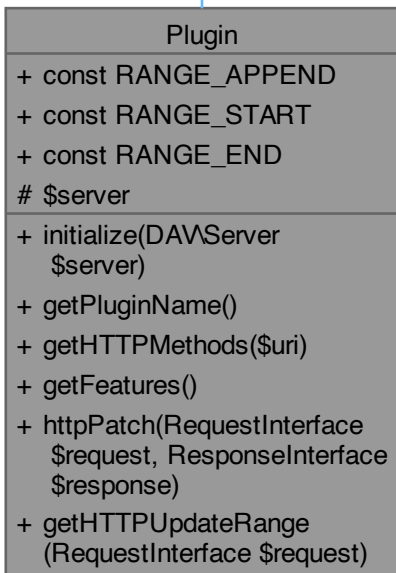 Plugin
+ const RANGE_APPEND
+ const RANGE_START
+ const RANGE_END
# $server
+ initialize(DAV\Server
$server)
+ getPluginName()
+ getHTTPMethods($uri)
+ getFeatures()
+ httpPatch(RequestInterface
$request, ResponseInterface
$response)
+ getHTTPUpdateRange
(RequestInterface $request)